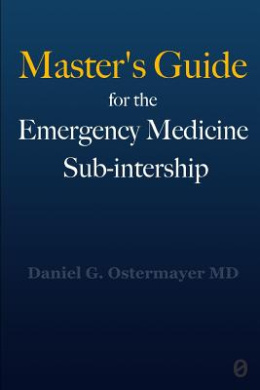 Master's Guide
for the
Emergency Medicine
Sub-intership
Daniel G. Ostermayer MD